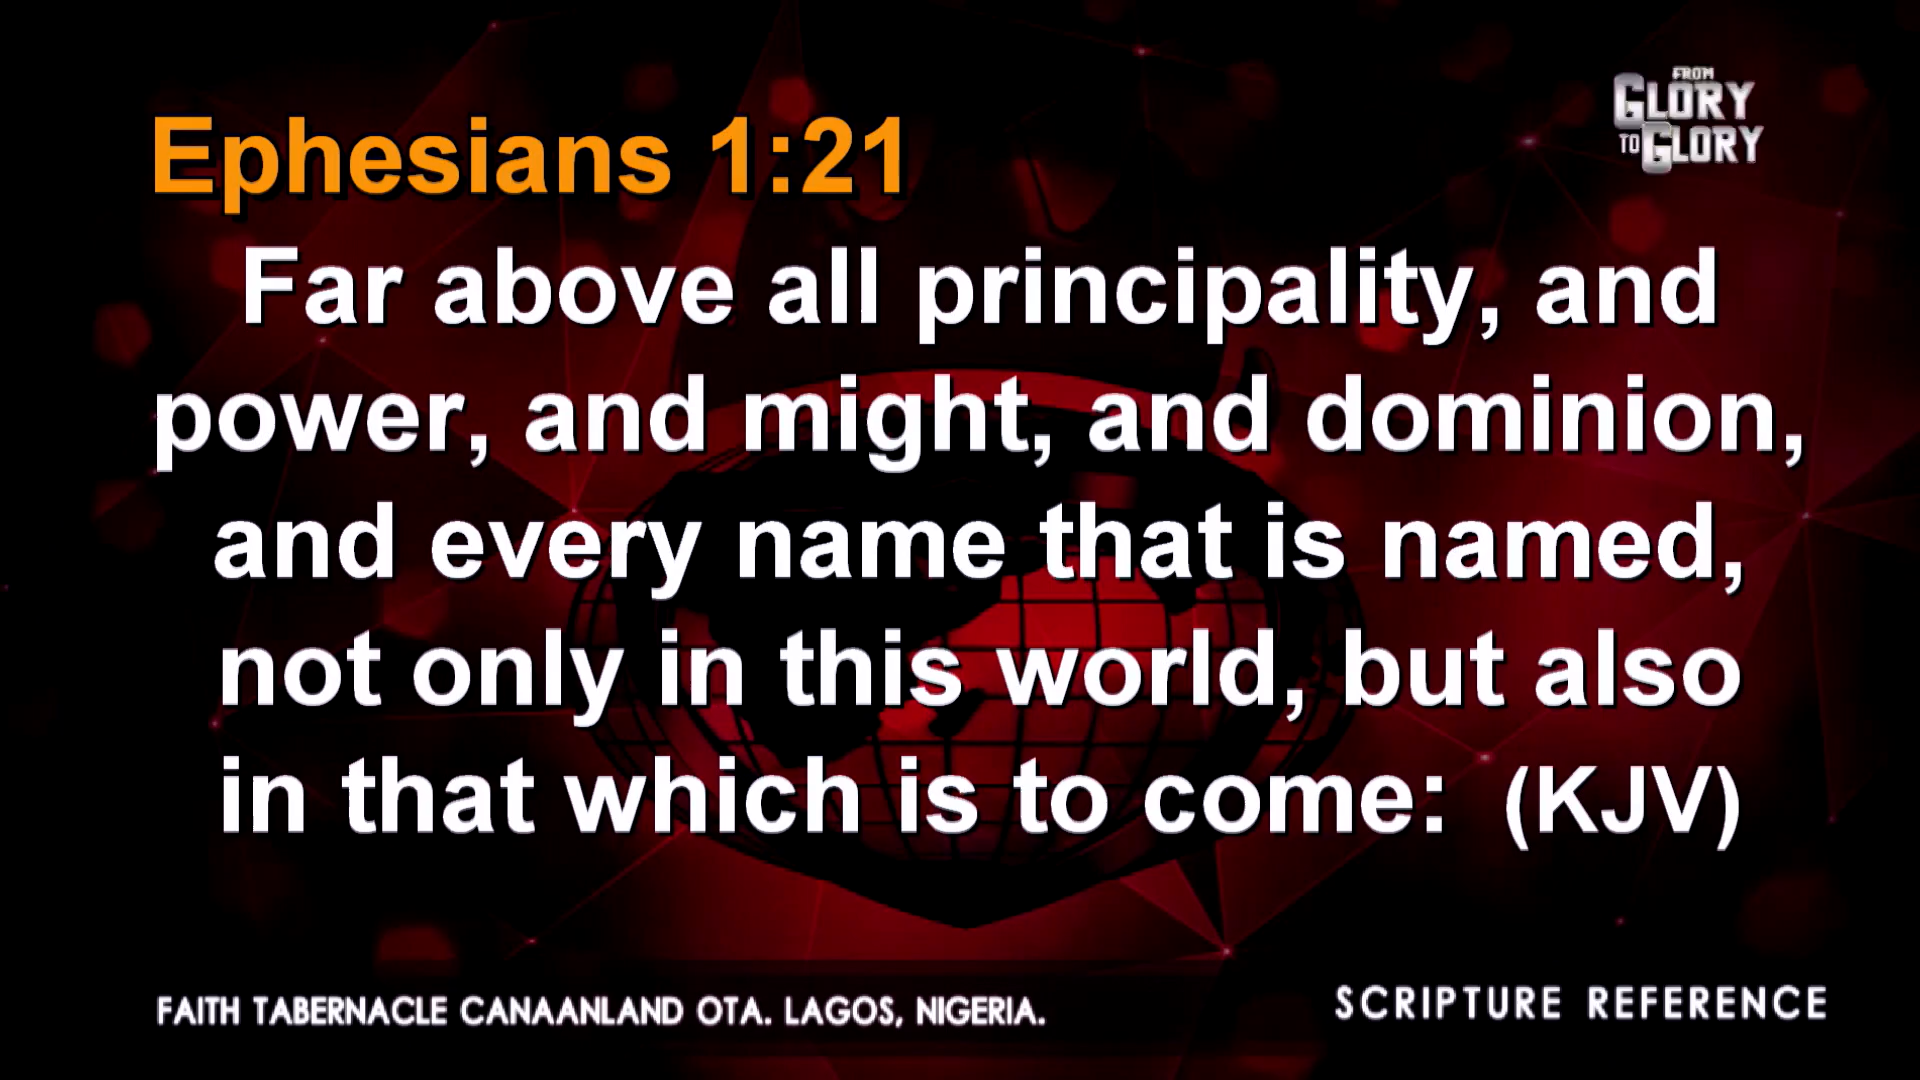 FROM
GLORY
TO GLORY
Ephesians 1:21
Far above all principality, and
power, and might, and dominion,
and every name that is named,
not only in this world, but also
in that which is to come: (KJV)
FAITH TABERNACLE CANAANLAND OTA. LAGOS, NIGERIA.
SCRIPTURE REFERENCE